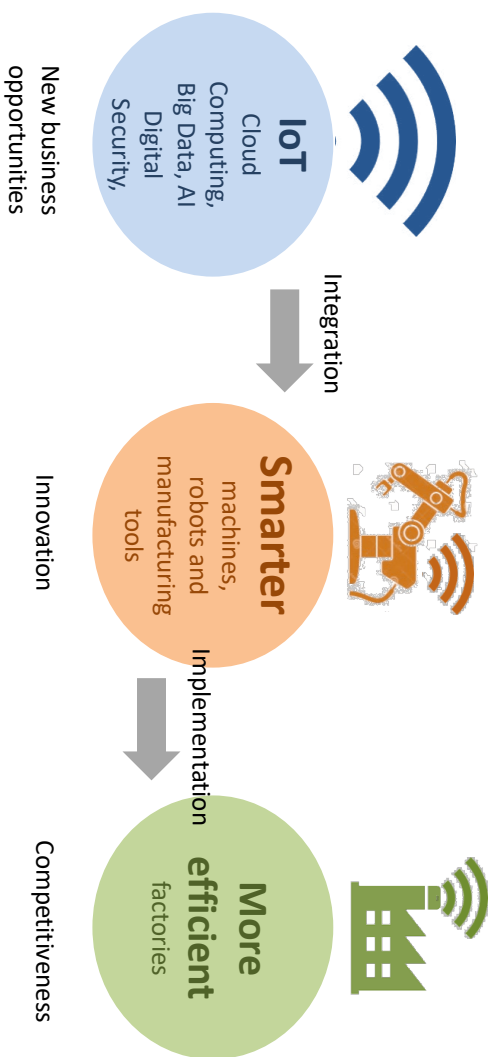 IoT
Cloud
Computing,
Big Data, AI
Digital
Security,
New business
opportunities
Integration
Smarter
machines,
robots and
manufacturing
tools
Innovation
Implementation
More
efficient
factories
Competitiveness